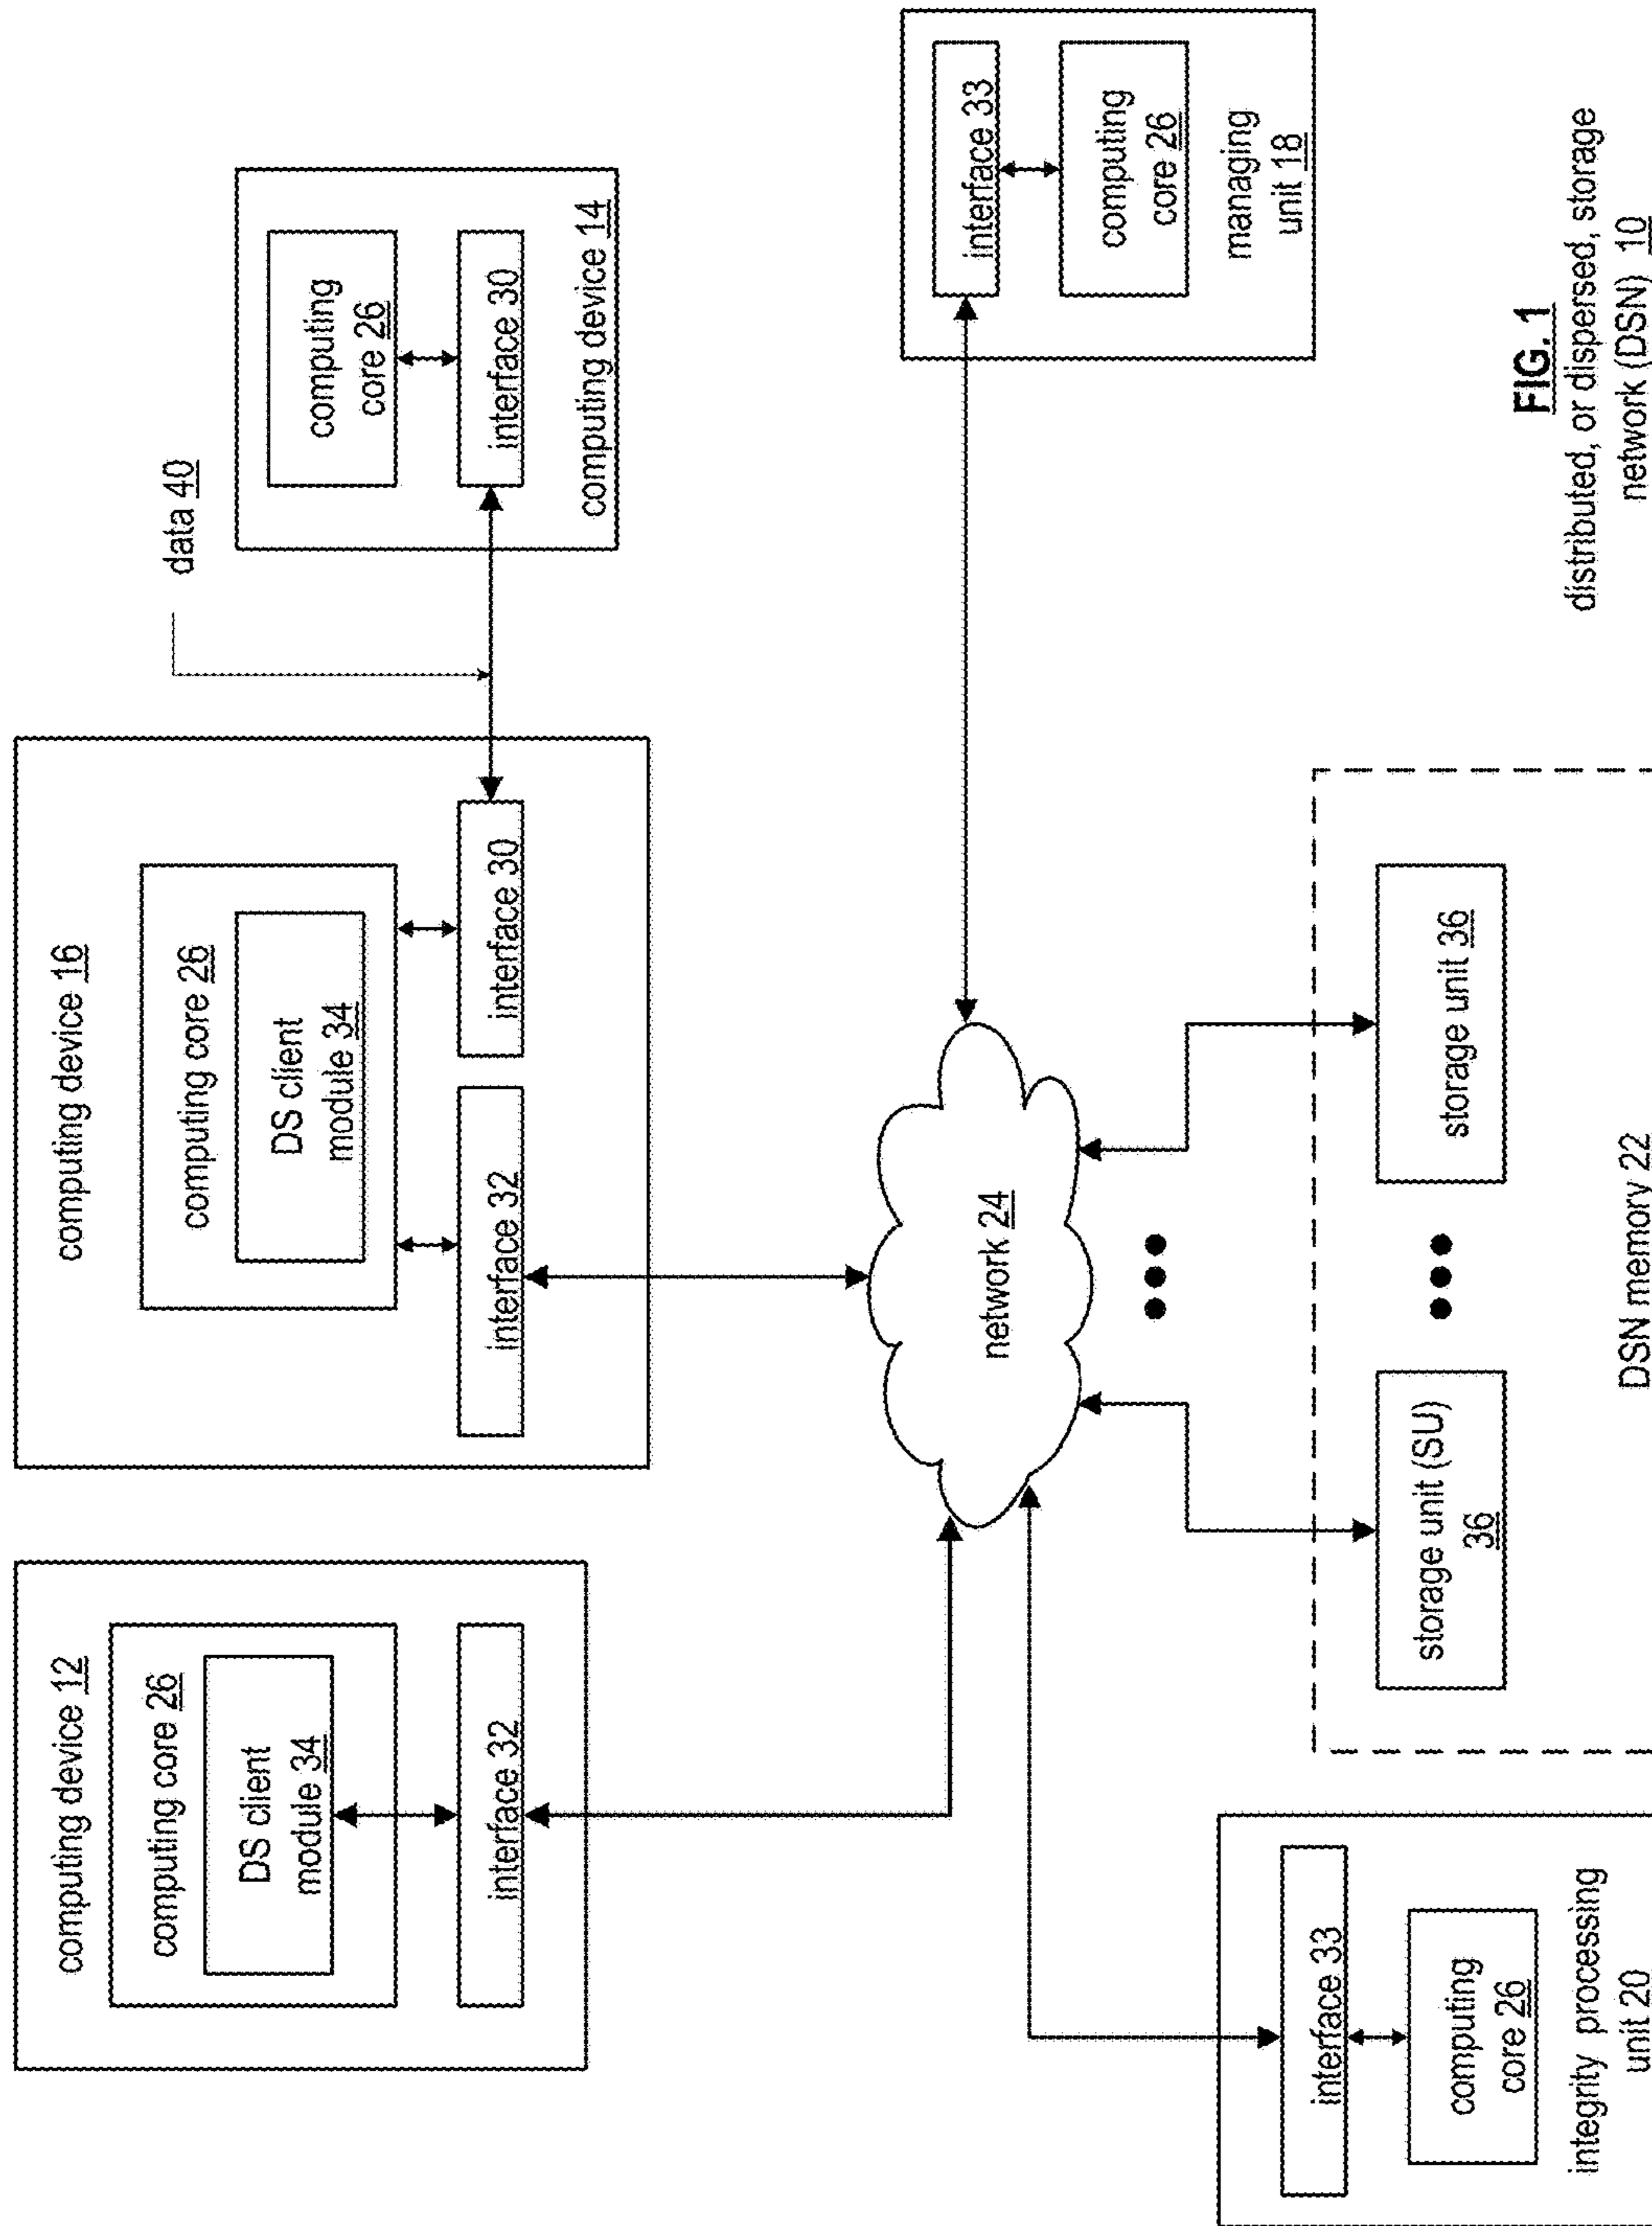 computing device 12
computing core 26
DS client
module 34
interface 32
computing device 16
computing core 26
DS client
module 34
interface 32
interface 30
data 40
computing
core 26
interface 30
computing device 14
network 24
interface 33
computing
core 26
managing
unit 18
interface 33
computing
core 26
integrity processing
unit 20
storage unit (SU)
36
storage unit 36
DSN memory 22
FIG. 1
distributed, or dispersed, storage
network (DSN) 10